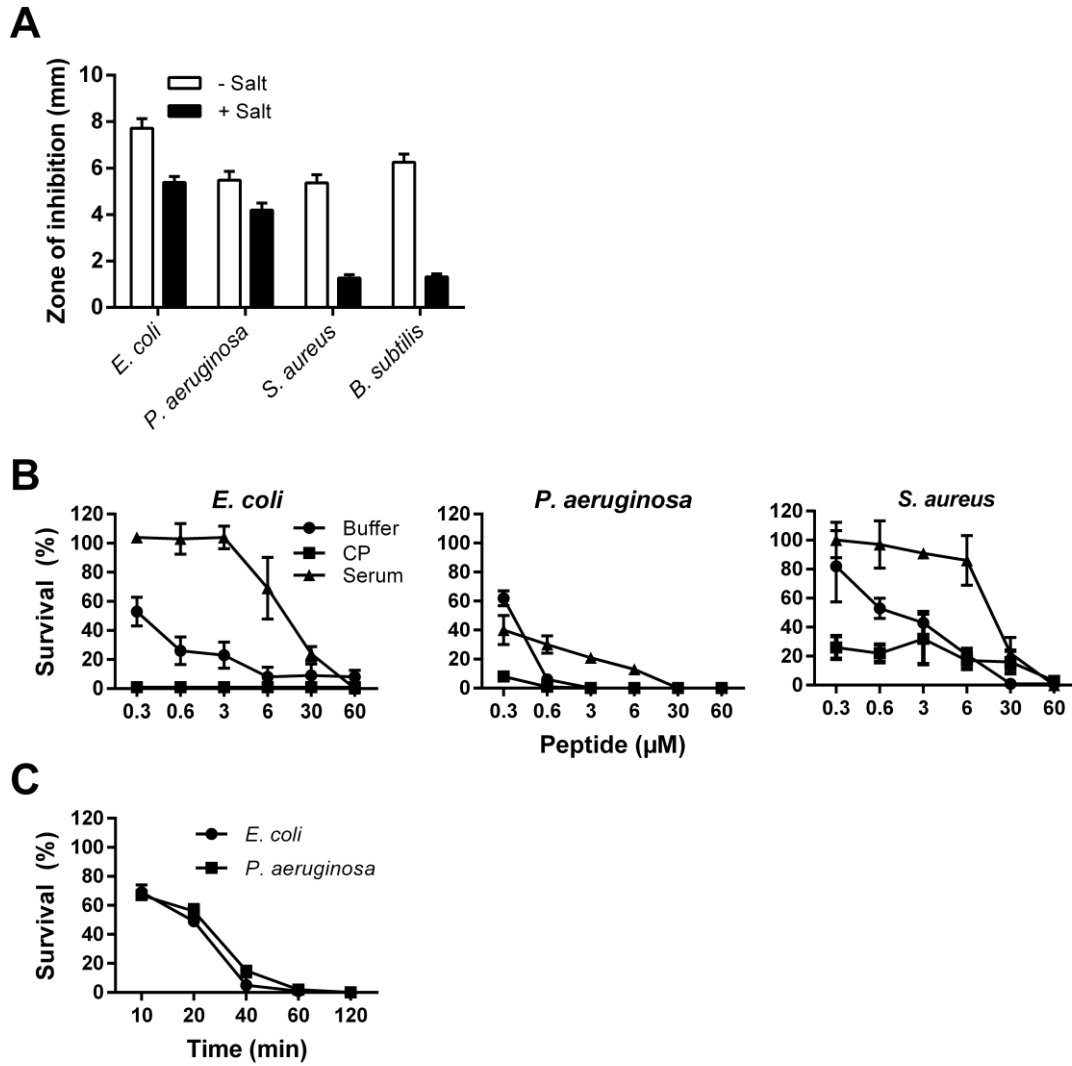 A
Zone of inhibition (mm)
10
8
6
4
2
0
- Salt
+ Salt
E. coli
P. aeruginosa
S. aureus
B. subtilis
B
E. coli
Survival (%)
120
100
80
60
40
20
0
Buffer
CP
Serum
0.3 0.6 3 6 30 60
P. aeruginosa
120
100
80
60
40
20
0
0.3 0.6 3 6 30 60
Peptide (µM)
S. aureus
120
100
80
60
40
20
0
0.3 0.6 3 6 30 60
C
Survival (%)
120
100
80
60
40
20
0
E. coli
P. aeruginosa
10 20 40 60 120
Time (min)